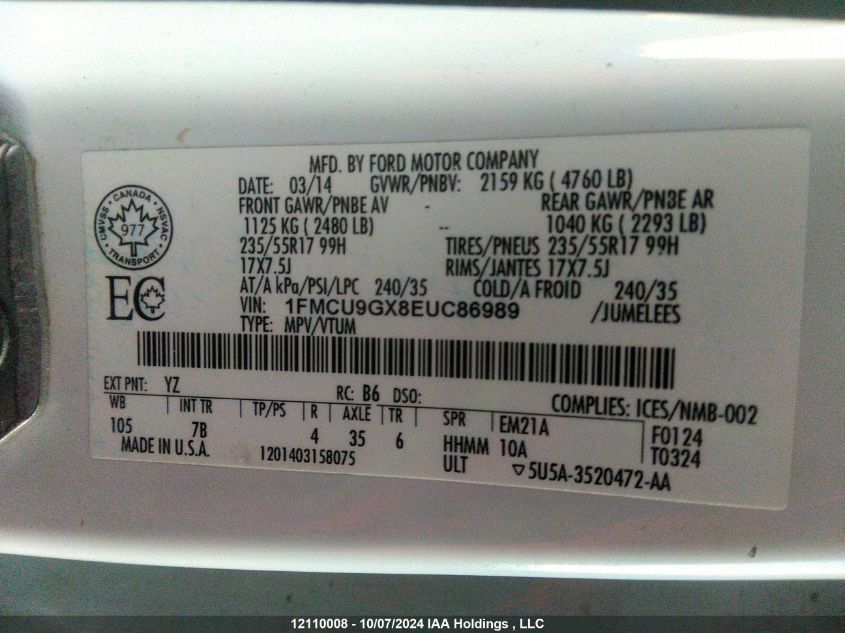 MFD. BY FORD MOTOR COMPANY
DATE: 03/14 GVWR/PNBV: 2159 KG ( 4760 LB)
FRONT GAWR/PNBE AV - REAR GAWR/PNBE AR
1125 KG ( 2480 LB) -- 1040 KG ( 2293 LB)
235/55R17 99H TIRES/PNEUS 235/55R17 99H
17X7.5J RIMS/JANTES 17X7.5J
AT/A kPa/PSI/LPC 240/35 COLD/A FROID 240/35
VIN: 1FMCU9GX8EUC86989 /JUMELEES
TYPE: MPV/VTUM
CANADA
CMVSS 977 NSVAC
TRANSPORT
EC
EXT PNT: YZ RC: B6 DSO: COMPLIES: ICES/NMB-002
WB INT TR TP/PS R AXLE TR SPR EM21A F0124
105 7B 4 35 6 HHMM 10A T0324
MADE IN U.S.A. 1201403158075 ULT 5U5A-3520472-AA
12110008 - 10/07/2024 IAA Holdings , LLC